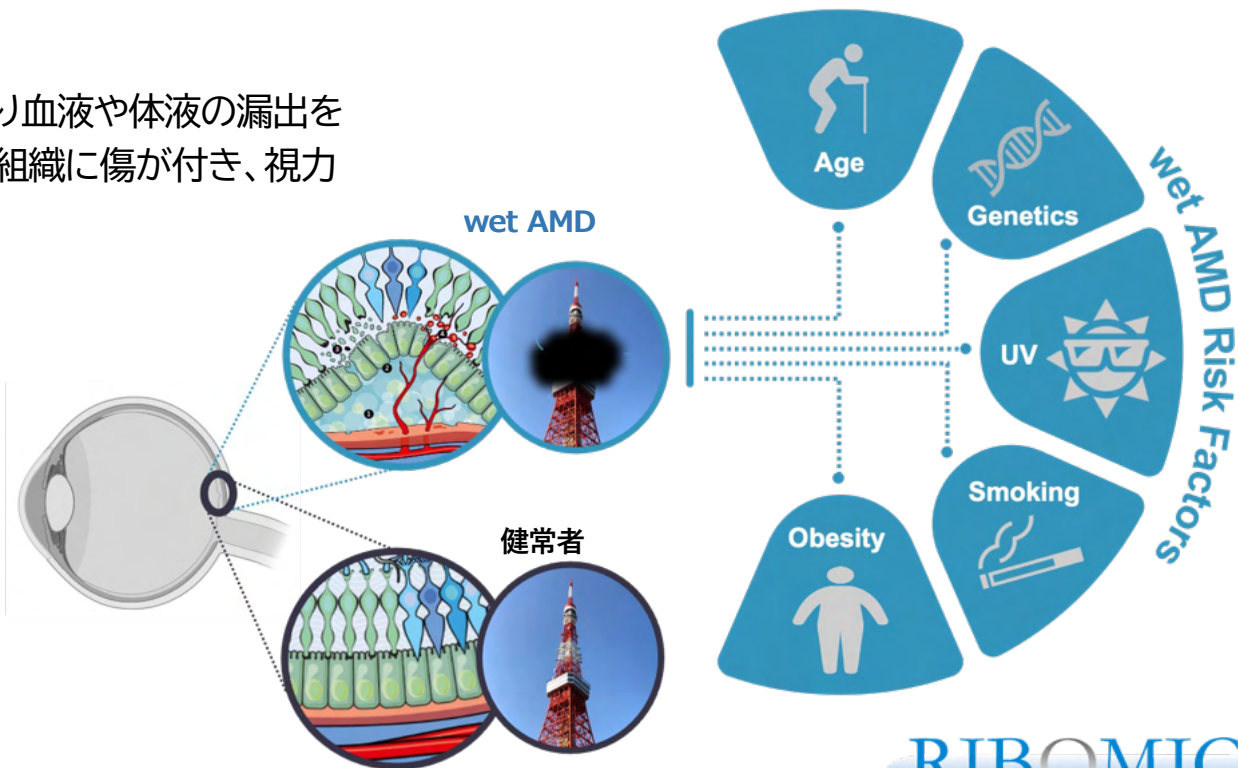 り血液や体液の漏出を
組織に傷が付き、視力
wet AMD
健常者
Age
Genetics
UV
Smoking
Obesity
wet AMD Risk Factors
RIBOMIC